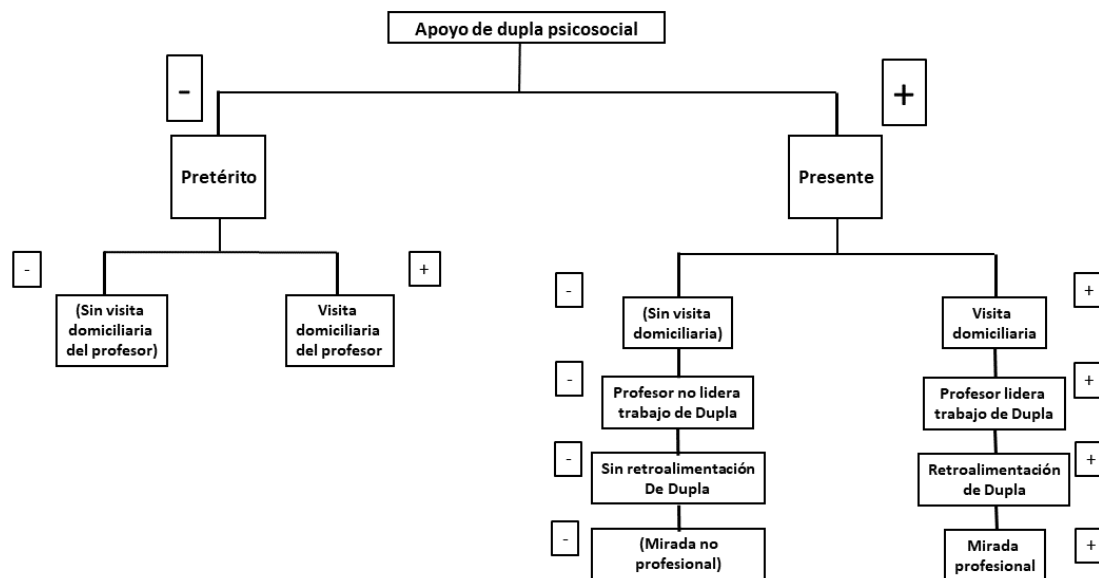 Apoyo de dupla psicosocial
-
+
Pretérito
Presente
-
+
(Sin visita
domiciliaria
del profesor)
Visita
domiciliaria
del profesor
-
(Sin visita
domiciliaria)
Visita
domiciliaria
+
-
Profesor no lidera
trabajo de Dupla
Profesor lidera
trabajo de Dupla
+
-
Sin retroalimentación
De Dupla
Retroalimentación
de Dupla
+
-
(Mirada no
profesional)
Mirada
profesional
+